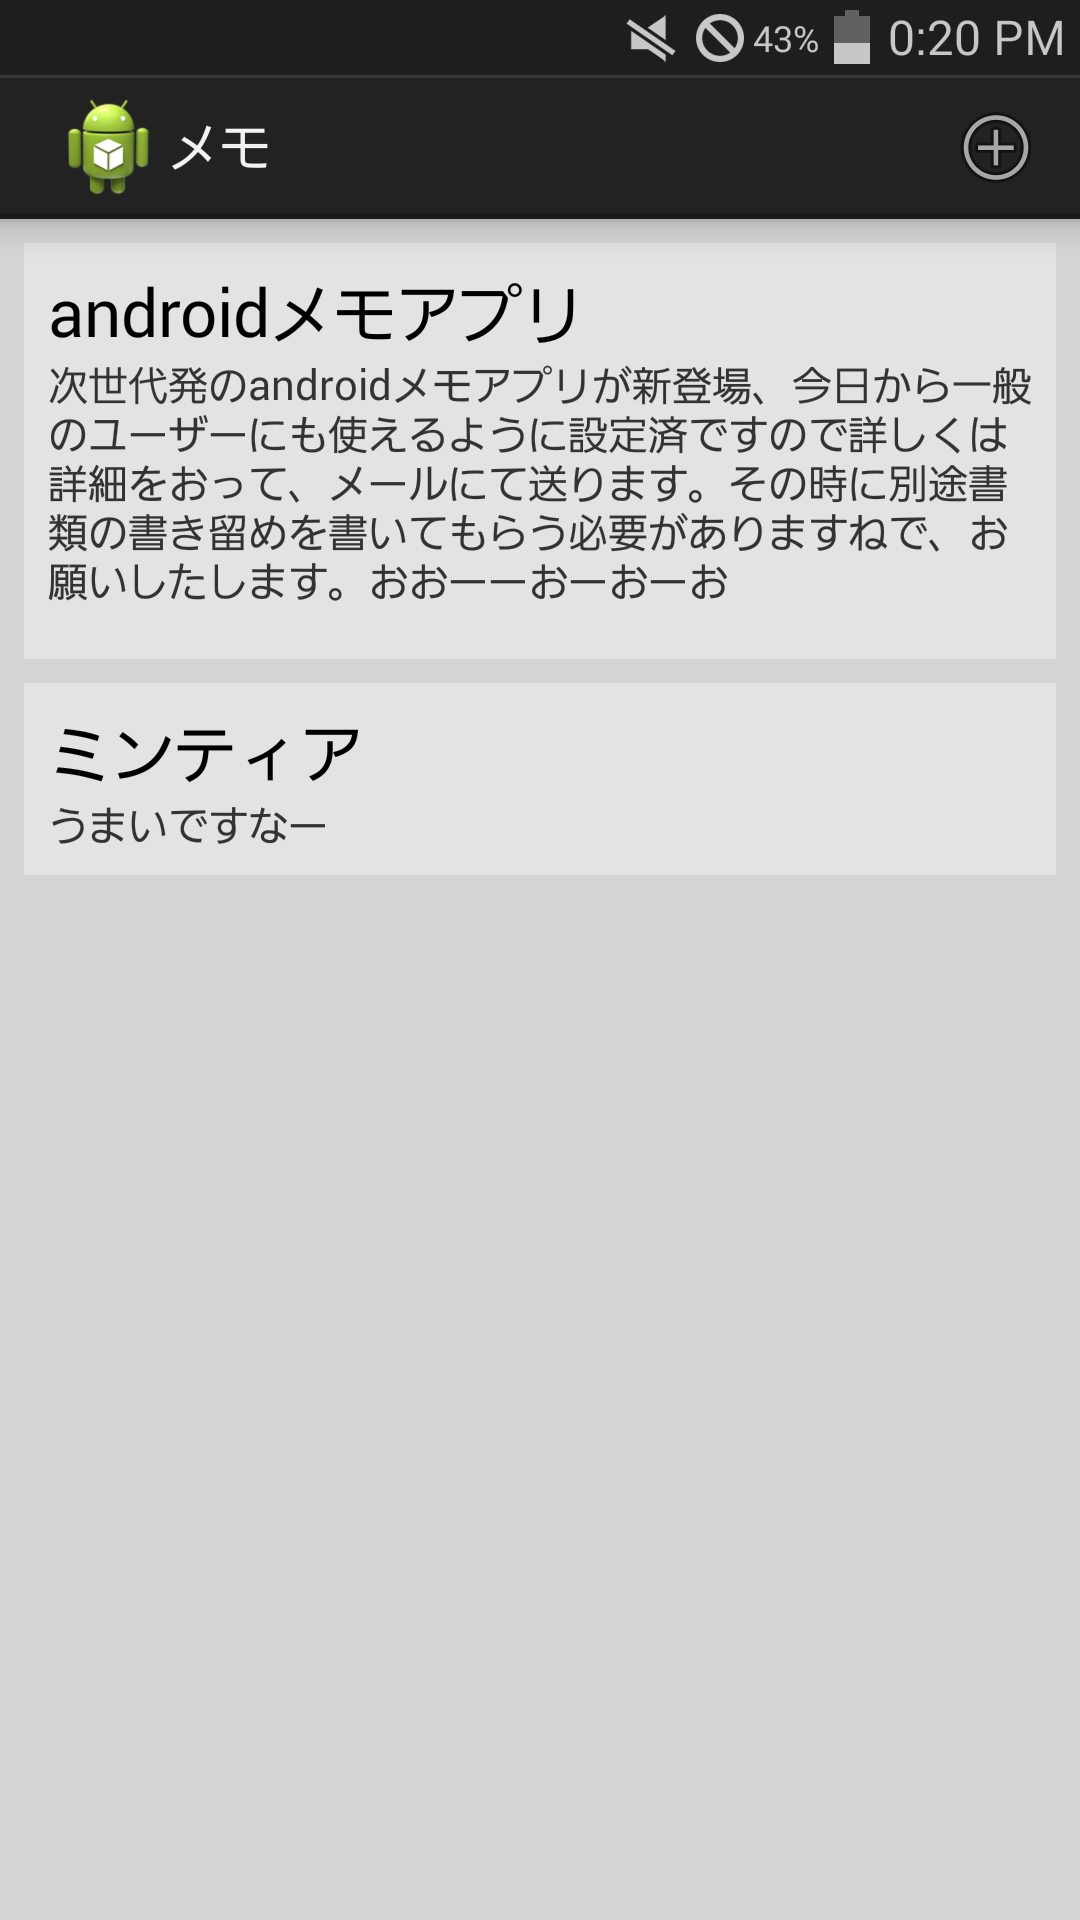 43% 0:20 PM
メモ
androidメモアプリ
次世代発のandroidメモアプリが新登場、今日から一般
のユーザーにも使えるように設定済ですので詳しくは
詳細をおって、メールにて送ります。その時に別途書
類の書き留めを書いてもらう必要がありますねで、お
願いしたします。おおーーおーおーお
ミンティア
うまいですなー